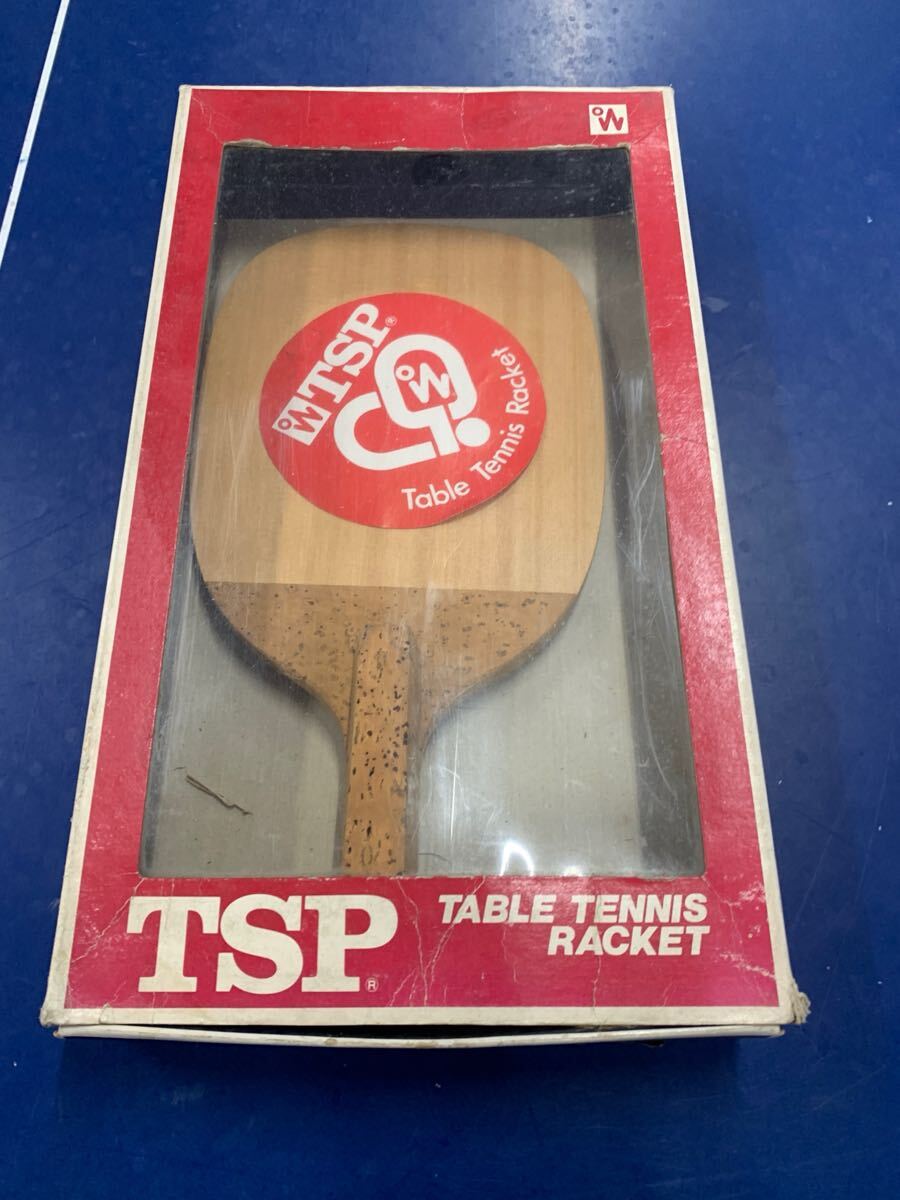 TSP®
Table Tennis Racket
TSP®
TABLE TENNIS
RACKET